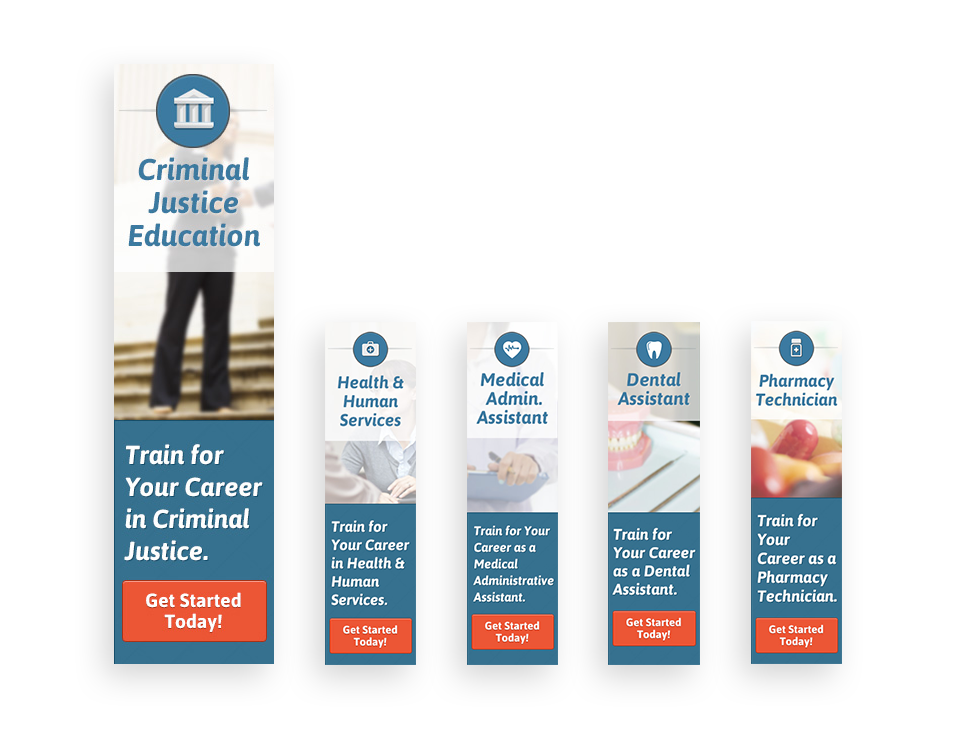 Criminal
Justice
Education
Train for
Your Career
in Criminal
Justice.
Get Started
Today!
Health &
Human
Services
Train for
Your Career
in Health &
Human
Services.
Get Started
Today!
Medical
Admin.
Assistant
Train for Your
Career as a
Medical
Administrative
Assistant.
Get Started
Today!
Dental
Assistant
Train for
Your Career
as a Dental
Assistant.
Get Started
Today!
Pharmacy
Technician
Train for
Your
Career as a
Pharmacy
Technician.
Get Started
Today!